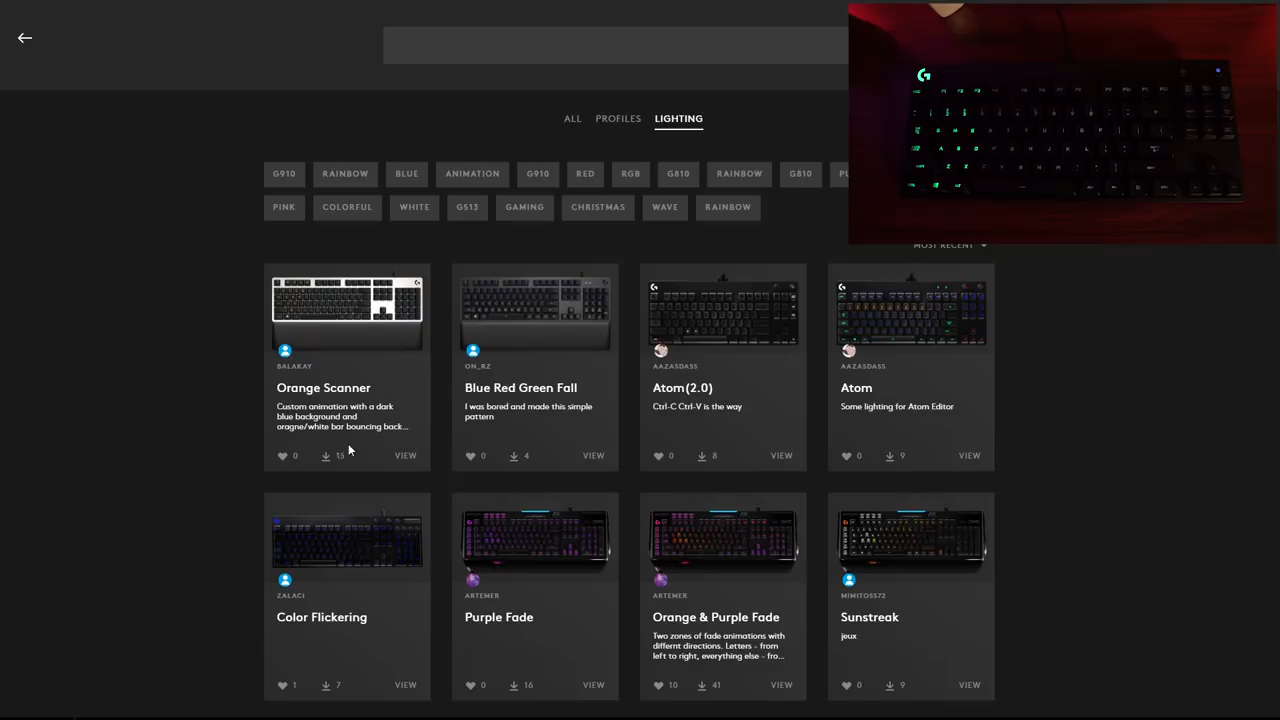 ALL PROFILES LIGHTING
G910 RAINBOW BLUE ANIMATION G910 RED RGB G810 RAINBOW G810
PINK COLORFUL WHITE G513 GAMING CHRISTMAS WAVE RAINBOW
MOST RECENT
BALAKAY
Orange Scanner
Custom animation with a dark
blue background and
oragne/white bar bouncing back...
0 15 VIEW
ON_RZ
Blue Red Green Fall
I was bored and made this simple
pattern
0 4 VIEW
AAZASDASS
Atom(2.0)
Ctrl-C Ctrl-V is the way
0 8 VIEW
AAZASDASS
Atom
Some lighting for Atom Editor
0 9 VIEW
ZALACI
Color Flickering
1 7 VIEW
ARTEMER
Purple Fade
0 16 VIEW
ARTEMER
Orange & Purple Fade
Two zones of fade animations with
differnt directions. Letters - from
left to right, everything else - fro...
10 41 VIEW
MIMITOSS72
Sunstreak
jeux
0 9 VIEW